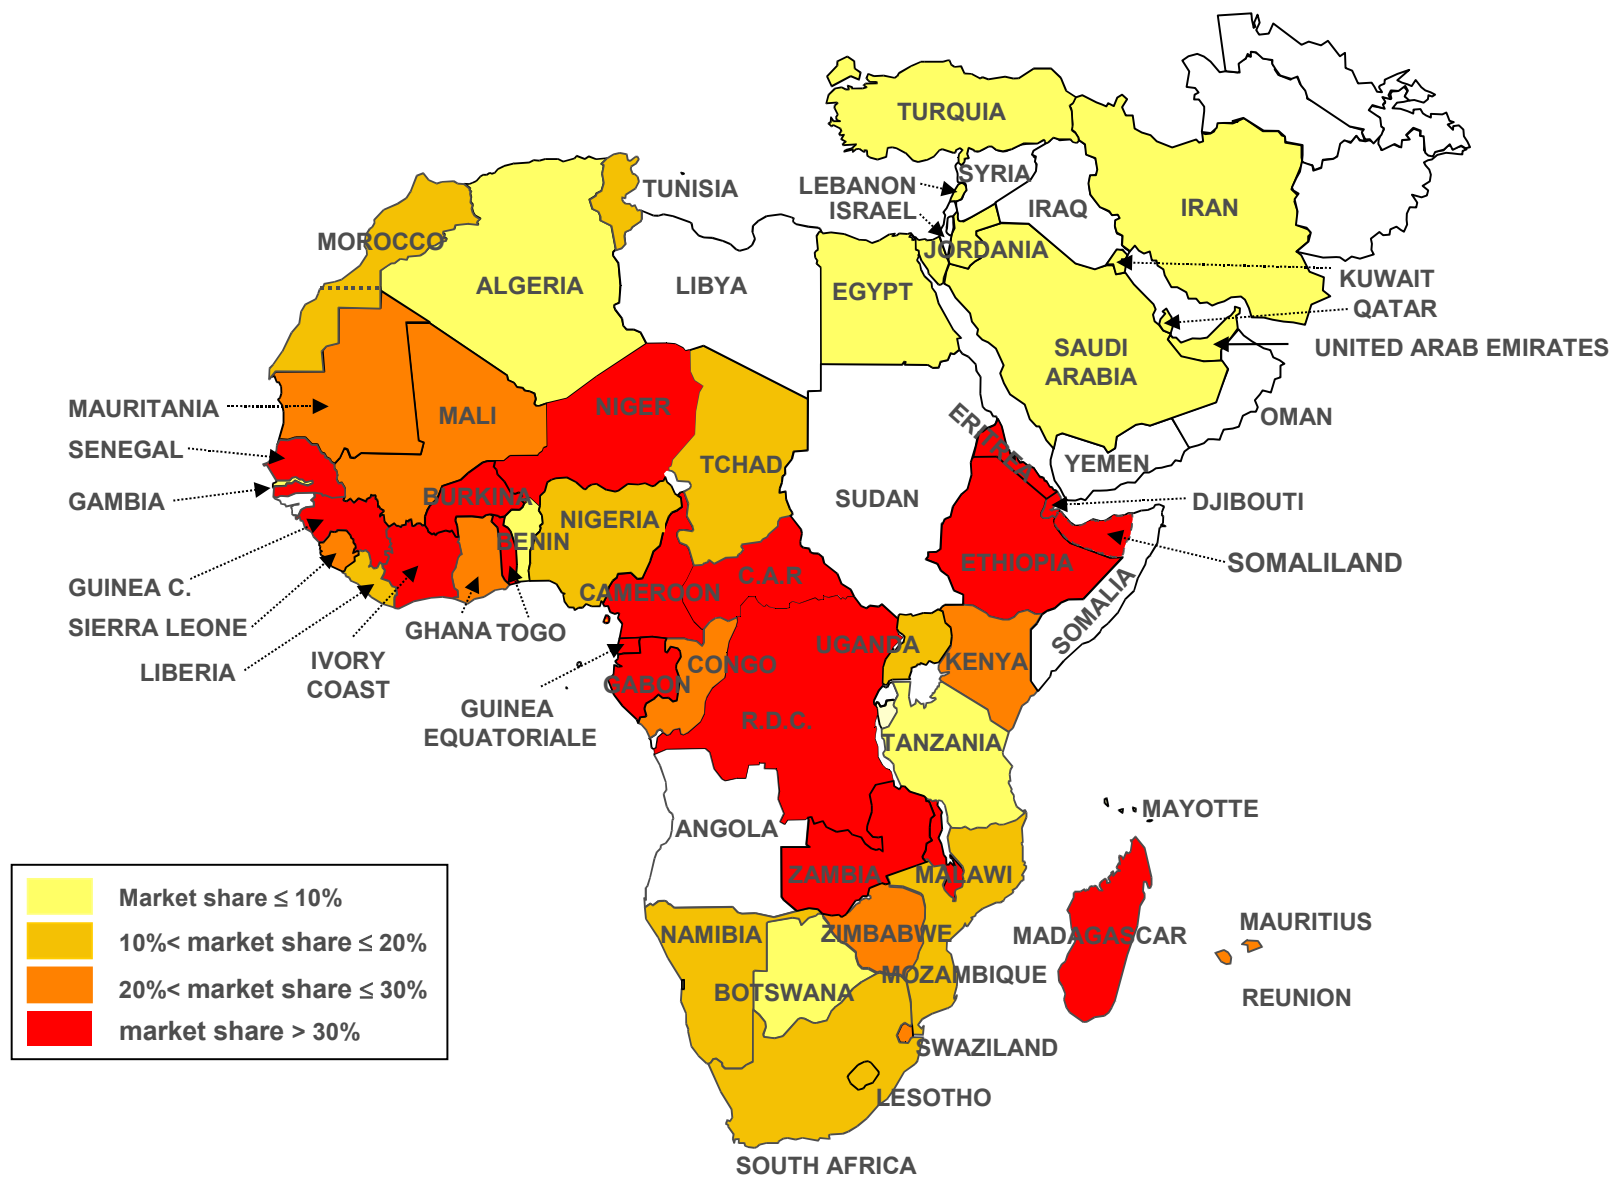 TURQUIA
SYRIA
LEBANON
ISRAEL
TUNISIA
IRAQ
IRAN
MOROCCO
JORDANIA
ALGERIA
LIBYA
EGYPT
KUWAIT
QATAR
SAUDI
ARABIA
UNITED ARAB EMIRATES
MAURITANIA
MALI
NIGER
OMAN
SENEGAL
TCHAD
ERITREA
YEMEN
GAMBIA
BURKINA
SUDAN
DJIBOUTI
NIGERIA
BENIN
ETHIOPIA
SOMALILAND
GUINEA C.
C.A.R
CAMEROON
SOMALIA
SIERRA LEONE
GHANA
TOGO
UGANDA
KENYA
LIBERIA
IVORY
COAST
CONGO
GABON
GUINEA
EQUATORIALE
R.D.C.
TANZANIA
MAYOTTE
ANGOLA
ZAMBIA
MALAWI
Market share ≤ 10%
10%< market share ≤ 20%
20%< market share ≤ 30%
market share > 30%
NAMIBIA
ZIMBABWE
MADAGASCAR
MAURITIUS
MOZAMBIQUE
BOTSWANA
REUNION
SWAZILAND
LESOTHO
SOUTH AFRICA